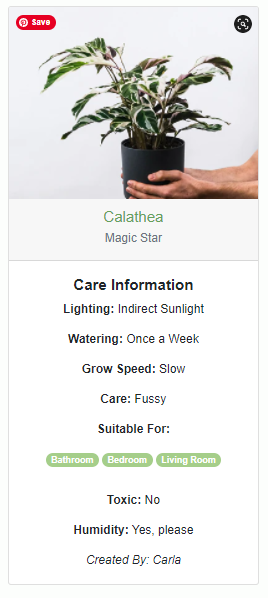 Save
Calathea
Magic Star
Care Information
Lighting: Indirect Sunlight
Watering: Once a Week
Grow Speed: Slow
Care: Fussy
Suitable For:
Bathroom Bedroom Living Room
Toxic: No
Humidity: Yes, please
Created By: Carla